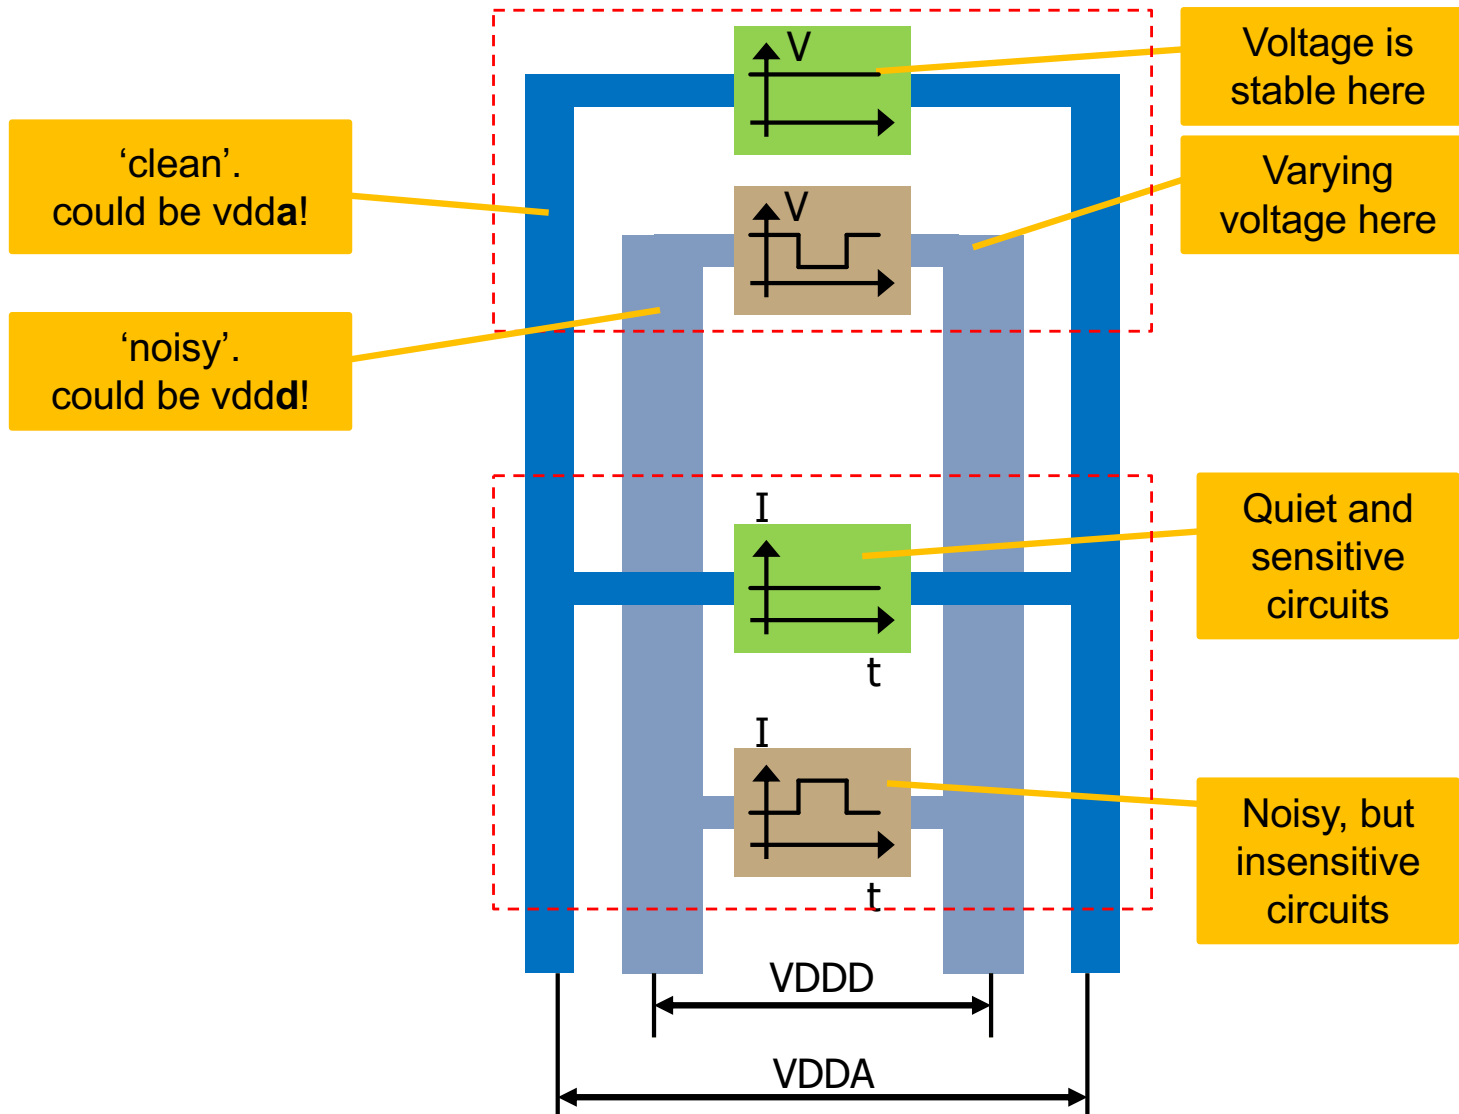 V
Voltage is
stable here
‘clean’.
could be vdda!
V
Varying
voltage here
‘noisy’.
could be vddd!
I
Quiet and
sensitive
circuits
t
I
Noisy, but
insensitive
circuits
t
VDDD
VDDA